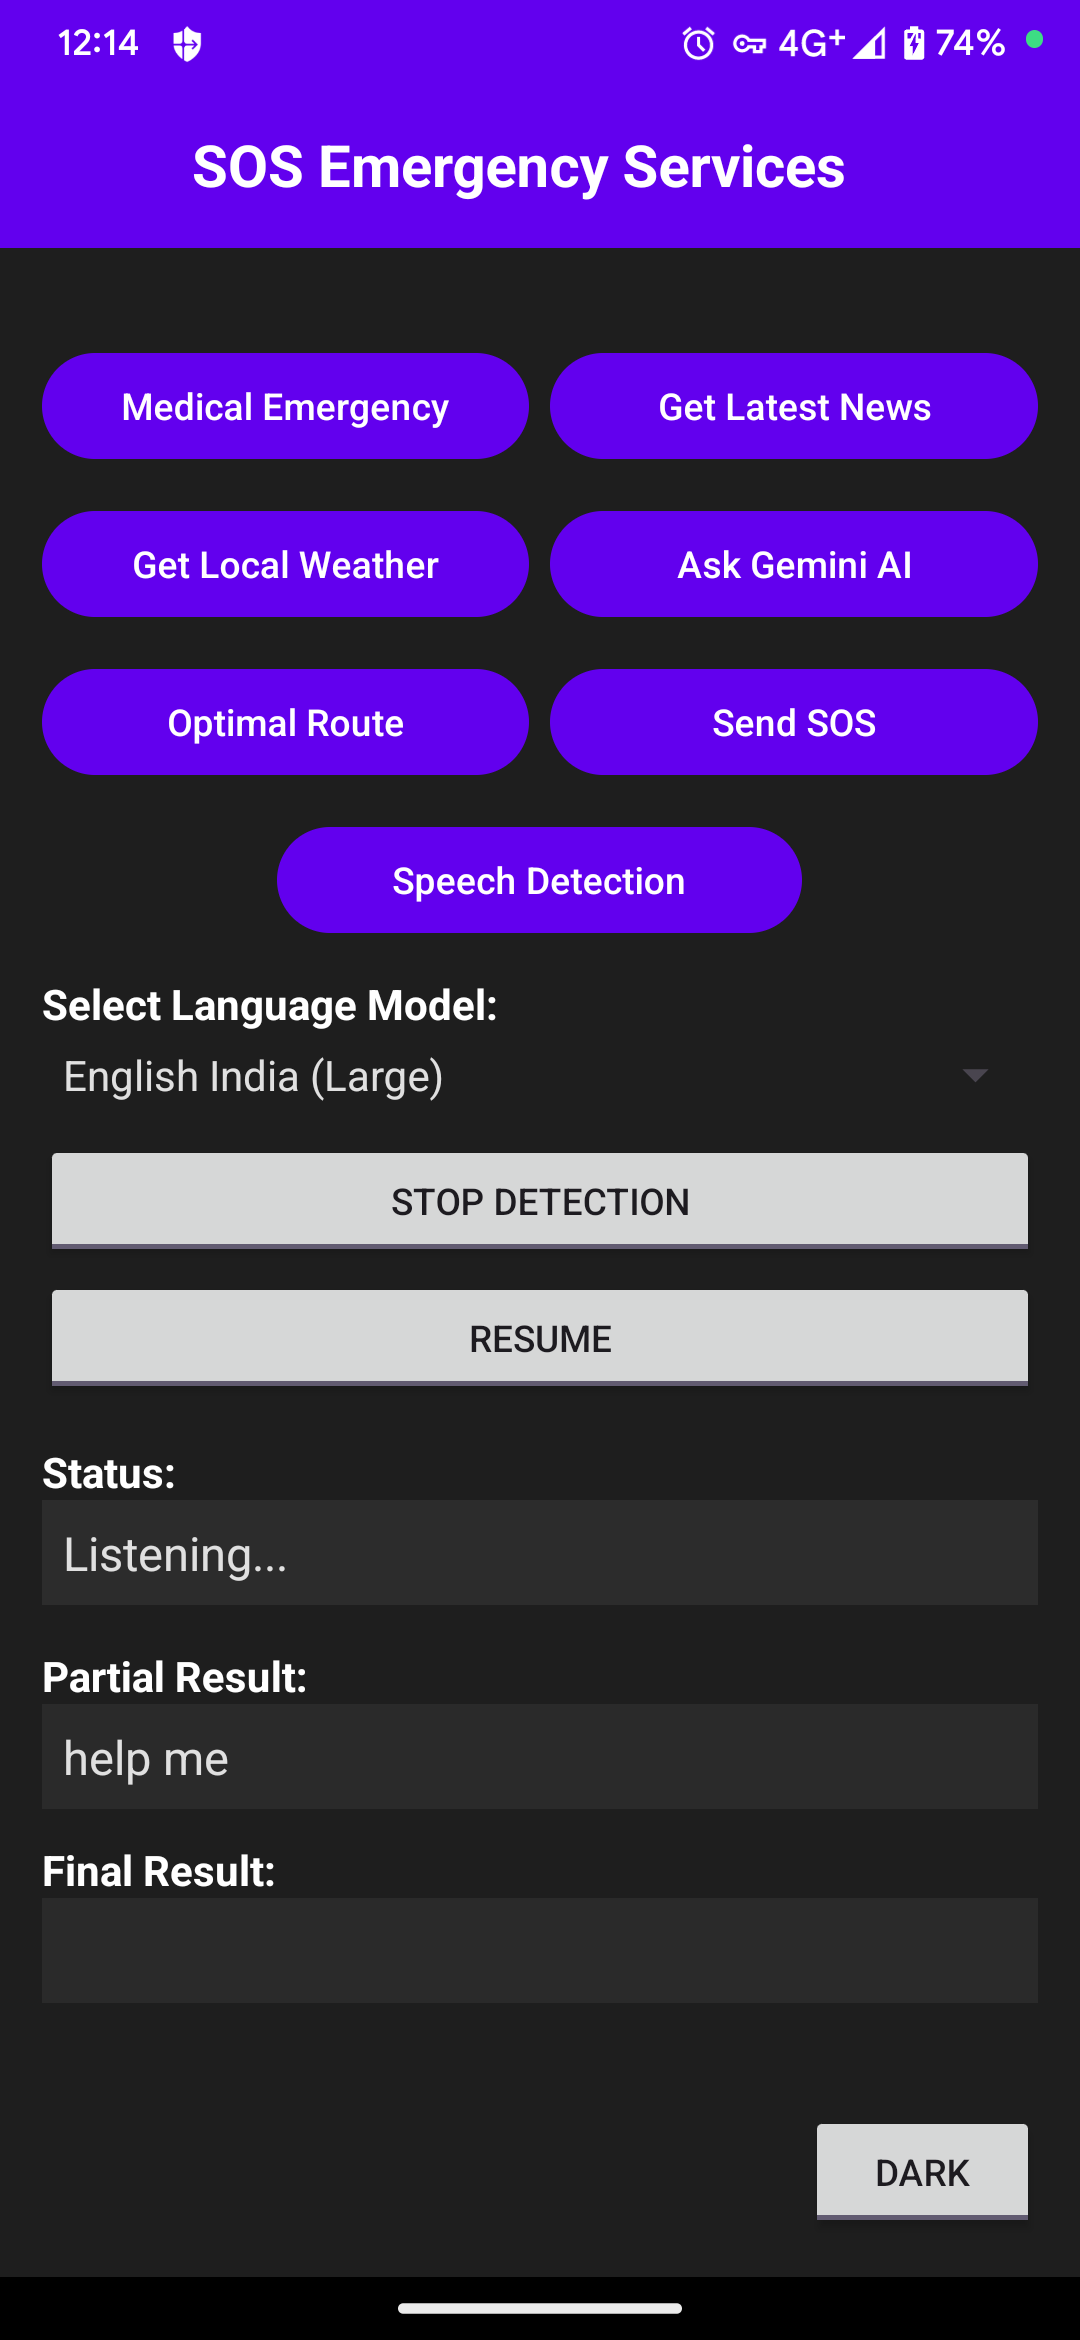 12:14 4G+ 74%
SOS Emergency Services
Medical Emergency Get Latest News
Get Local Weather Ask Gemini AI
Optimal Route Send SOS
Speech Detection
Select Language Model:
English India (Large)
STOP DETECTION
RESUME
Status:
Listening...
Partial Result:
help me
Final Result:
DARK